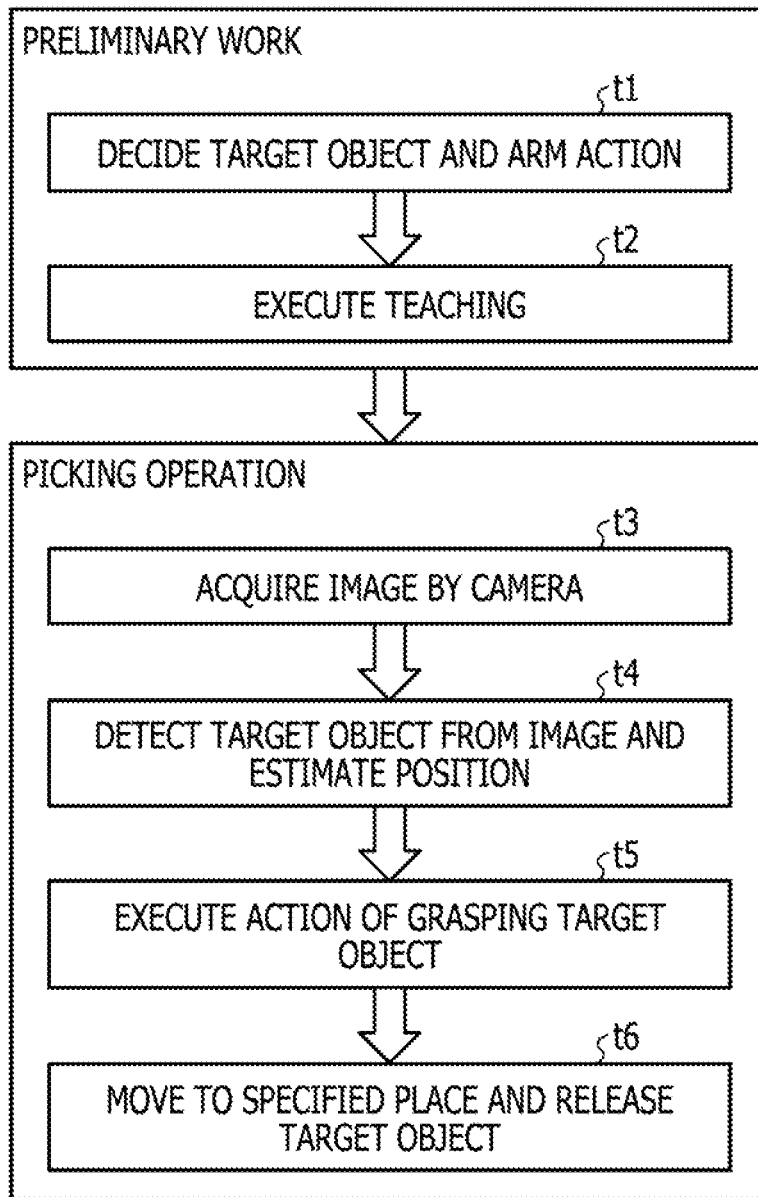 PRELIMINARY WORK
t1
DECIDE TARGET OBJECT AND ARM ACTION
t2
EXECUTE TEACHING
PICKING OPERATION
t3
ACQUIRE IMAGE BY CAMERA
t4
DETECT TARGET OBJECT FROM IMAGE AND
ESTIMATE POSITION
t5
EXECUTE ACTION OF GRASPING TARGET
OBJECT
t6
MOVE TO SPECIFIED PLACE AND RELEASE
TARGET OBJECT